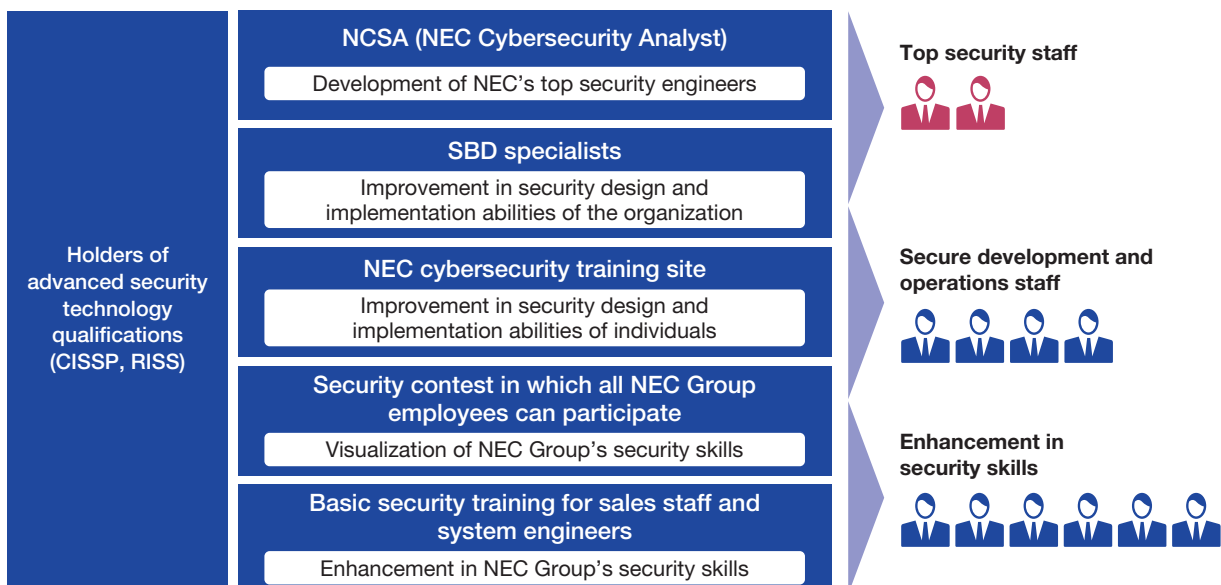 Holders of
advanced security
technology
qualifications
(CISSP, RISS)
NCSA (NEC Cybersecurity Analyst)
Development of NEC's top security engineers
SBD specialists
Improvement in security design and
implementation abilities of the organization
NEC cybersecurity training site
Improvement in security design and
implementation abilities of individuals
Security contest in which all NEC Group
employees can participate
Visualization of NEC Group's security skills
Basic security training for sales staff and
system engineers
Enhancement in NEC Group's security skills
Top security staff
Secure development and
operations staff
Enhancement in
security skills